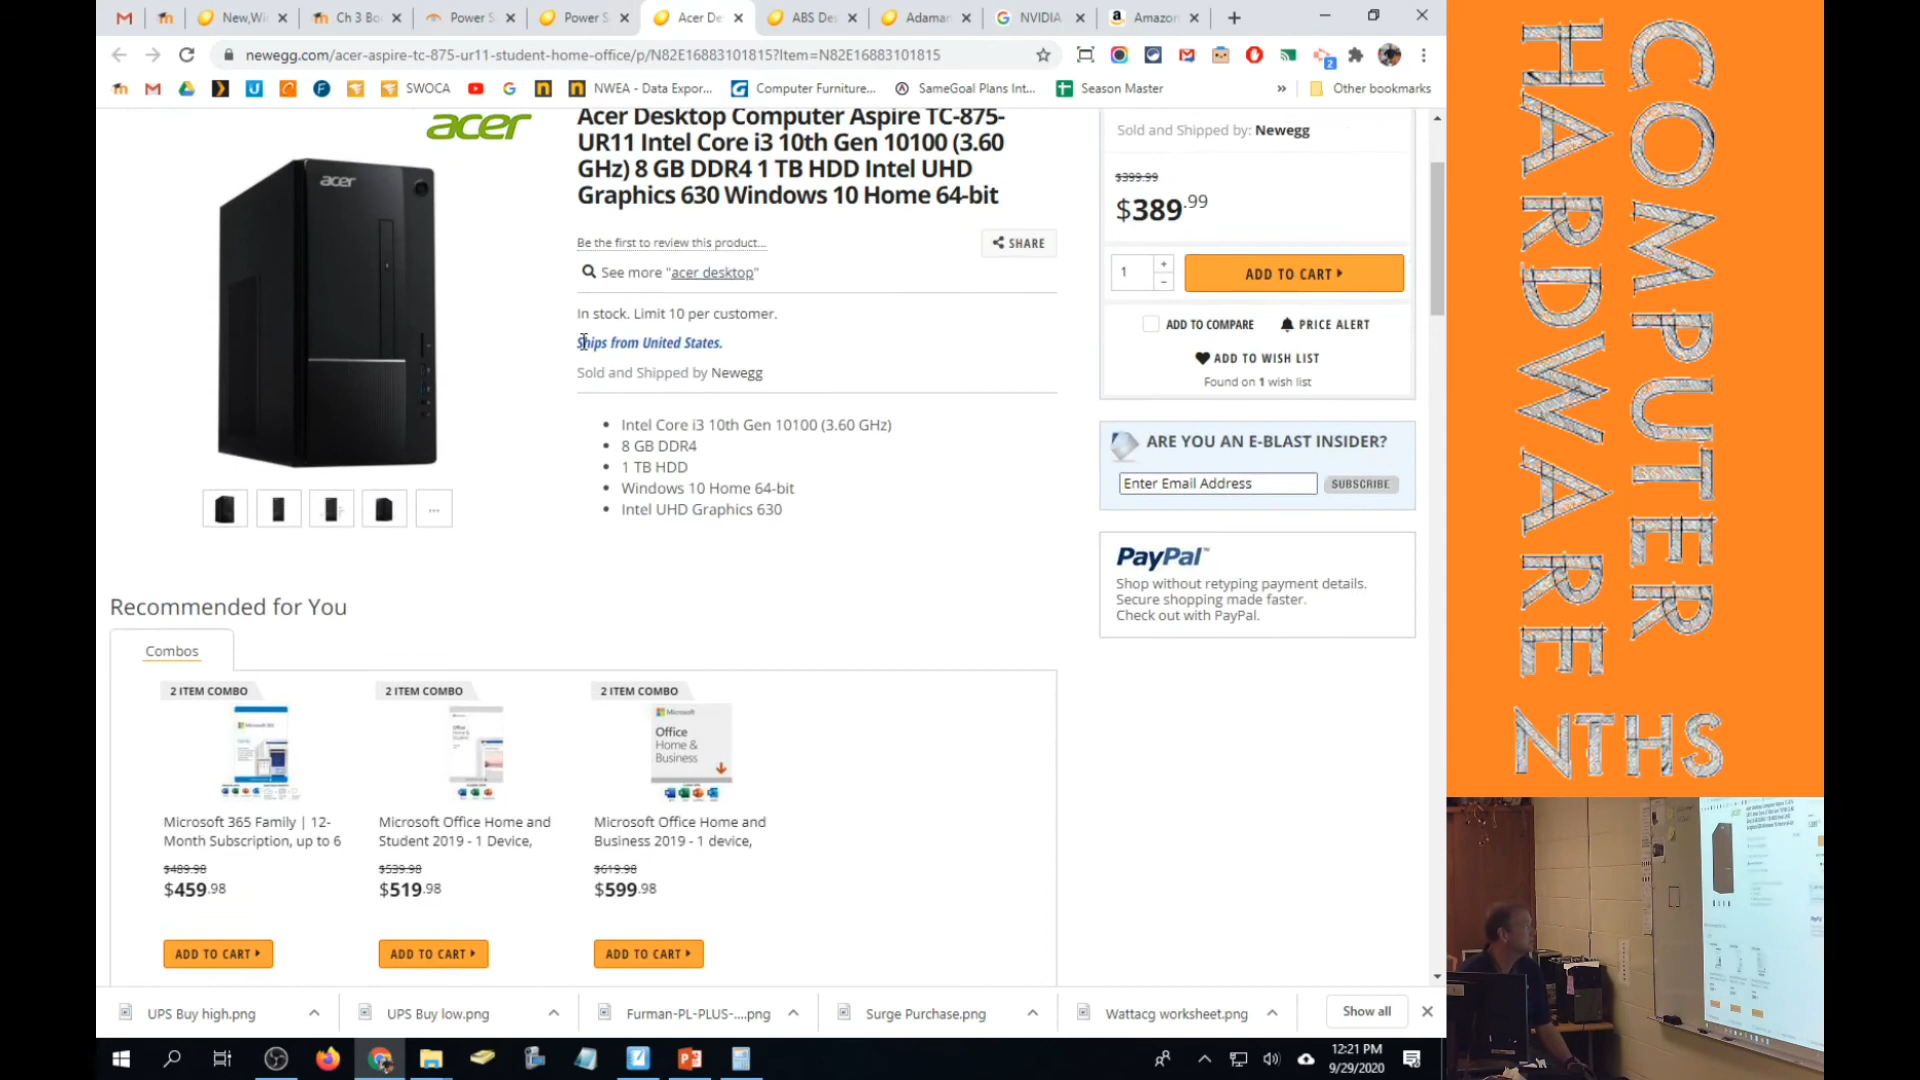 New,Wi
Ch 3 Bo
Power S
Power S
Acer De
ABS De
Adamar
NVIDIA
Amazon
newegg.com/acer-aspire-tc-875-ur11-student-home-office/p/N82E16883101815?Item=N82E16883101815
SWOCA
NWEA - Data Expor...
Computer Furniture...
SameGoal Plans Int...
Season Master
»
Other bookmarks
acer
acer
Acer Desktop Computer Aspire TC-875-
UR11 Intel Core i3 10th Gen 10100 (3.60
GHz) 8 GB DDR4 1 TB HDD Intel UHD
Graphics 630 Windows 10 Home 64-bit
Be the first to review this product...
SHARE
See more "acer desktop"
In stock. Limit 10 per customer.
Ships from United States.
Sold and Shipped by Newegg
• Intel Core i3 10th Gen 10100 (3.60 GHz)
• 8 GB DDR4
• 1 TB HDD
• Windows 10 Home 64-bit
• Intel UHD Graphics 630
Sold and Shipped by: Newegg
$399.99
$389.99
1
ADD TO CART
ADD TO COMPARE
PRICE ALERT
ADD TO WISH LIST
Found on 1 wish list
ARE YOU AN E-BLAST INSIDER?
Enter Email Address
SUBSCRIBE
PayPal™
Shop without retyping payment details.
Secure shopping made faster.
Check out with PayPal.
Recommended for You
Combos
2 ITEM COMBO
Microsoft 365 Family | 12-
Month Subscription, up to 6
$489.98
$459.98
ADD TO CART
2 ITEM COMBO
Microsoft Office Home and
Student 2019 - 1 Device,
$539.98
$519.98
ADD TO CART
2 ITEM COMBO
Microsoft
Office
Home &
Business
Microsoft Office Home and
Business 2019 - 1 device,
$619.98
$599.98
ADD TO CART
UPS Buy high.png
UPS Buy low.png
Furman-PL-PLUS-....png
Surge Purchase.png
Wattacg worksheet.png
Show all
12:21 PM
9/29/2020
COMPUTER
HARDWARE
NTHS